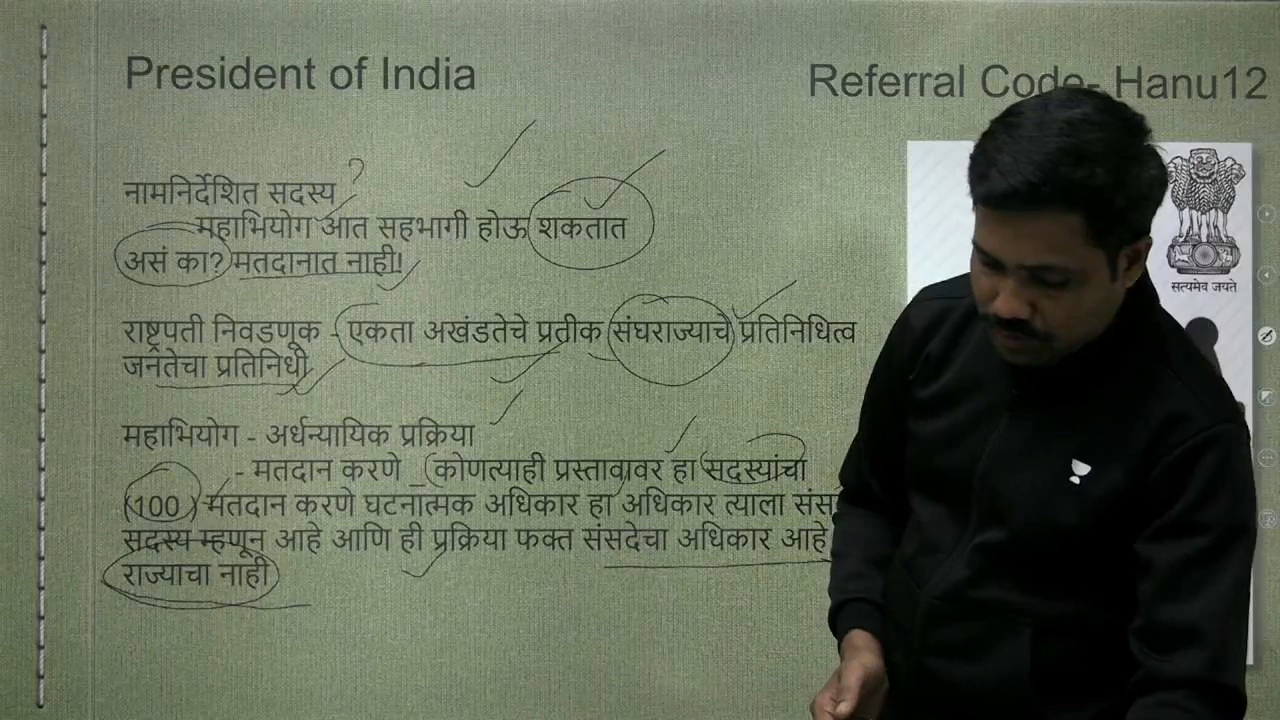 President of India
Referral Code- Hanu12
नामनिर्देशित सदस्य ?
महाभियोग आत सहभागी होऊ शकतात
असं का? मतदानात नाही!
राष्ट्रपती निवडणूक - एकता अखंडतेचे प्रतीक संघराज्याचे प्रतिनिधित्व
जनतेचा प्रतिनिधी
महाभियोग - अर्धन्यायिक प्रक्रिया
- मतदान करणे _ (कोणत्याही प्रस्तावावर हा सदस्यांचा
(100 ) मतदान करणे घटनात्मक अधिकार हा अधिकार त्याला
सदस्य म्हणून आहे आणि ही प्रक्रिया फक्त संसदेचा अधिकार आहे
राज्याचा नाही
सत्यमेव जयते